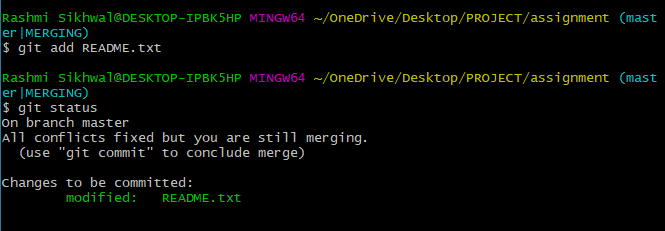 Rashmi Sikhwal@DESKTOP-IPBK5HP MINGW64 ~/OneDrive/Desktop/PROJECT/assignment (mast
er|MERGING)
$ git add README.txt
Rashmi Sikhwal@DESKTOP-IPBK5HP MINGW64 ~/OneDrive/Desktop/PROJECT/assignment (mast
er|MERGING)
$ git status
On branch master
All conflicts fixed but you are still merging.
  (use "git commit" to conclude merge)
Changes to be committed:
        modified:   README.txt